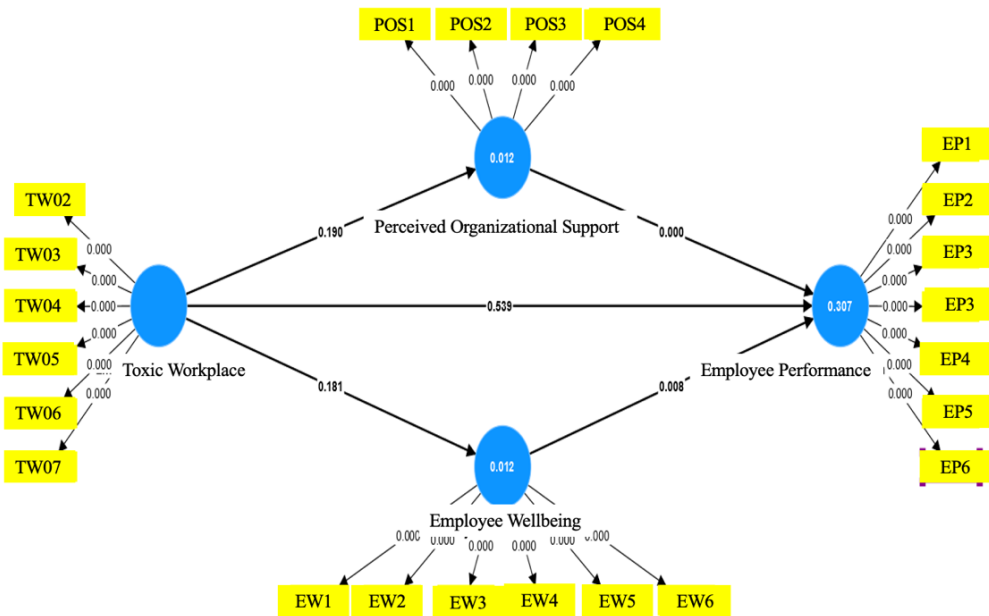 POS1 POS2 POS3 POS4
0.000 0.000 0.000 0.000
0.012
Perceived Organizational Support
TW02
TW03
TW04
TW05
TW06
TW07
0.000
0.000
0.000
0.000
0.000
0.000
Toxic Workplace
0.190
0.539
0.181
0.000
0.008
0.307
Employee Performance
EP1
EP2
EP3
EP3
EP4
EP5
EP6
0.000
0.000
0.000
0.000
0.000
0.000
0.000
0.012
Employee Wellbeing
0.000 0.000 0.000 0.000 0.000 0.000
EW1 EW2 EW3 EW4 EW5 EW6